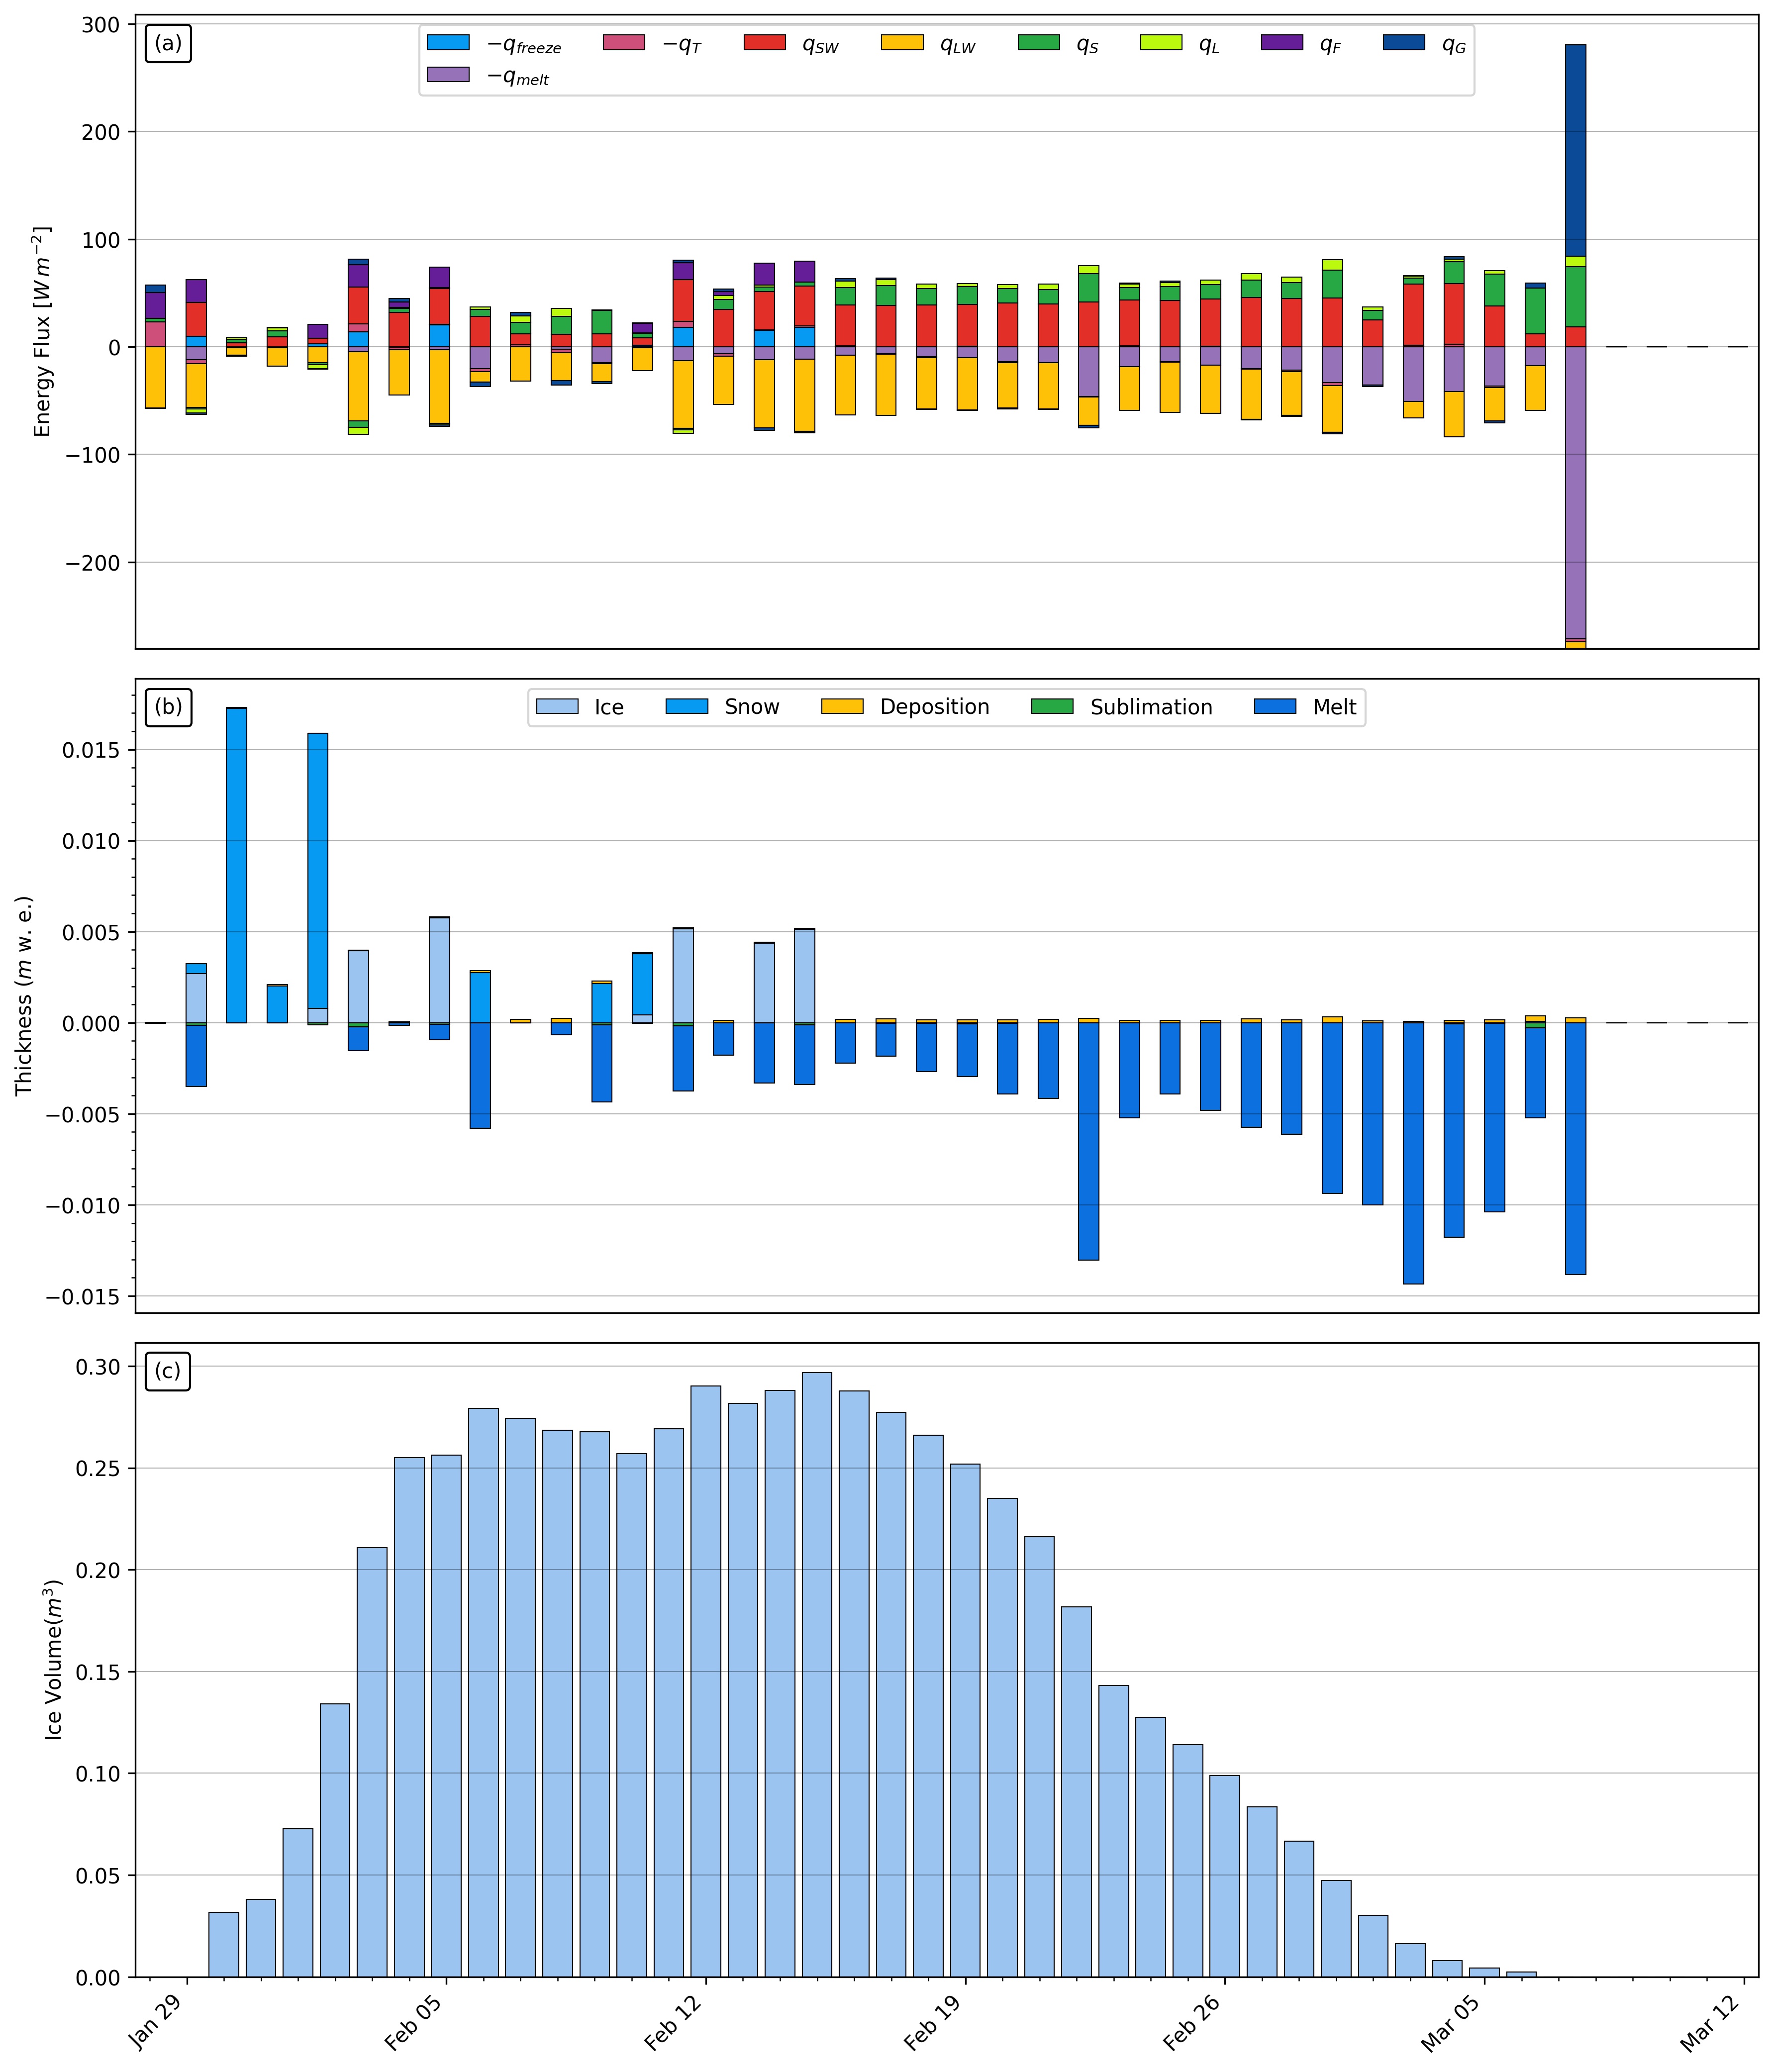 (a)
−q_freeze −q_T q_SW q_LW q_S q_L q_F q_G
−q_melt
Energy Flux [W m⁻²]
300
200
100
0
−100
−200
(b)
Ice Snow Deposition Sublimation Melt
Thickness (m w. e.)
0.015
0.010
0.005
0.000
−0.005
−0.010
−0.015
(c)
Ice Volume(m³)
0.30
0.25
0.20
0.15
0.10
0.05
0.00
Jan 29 Feb 05 Feb 12 Feb 19 Feb 26 Mar 05 Mar 12